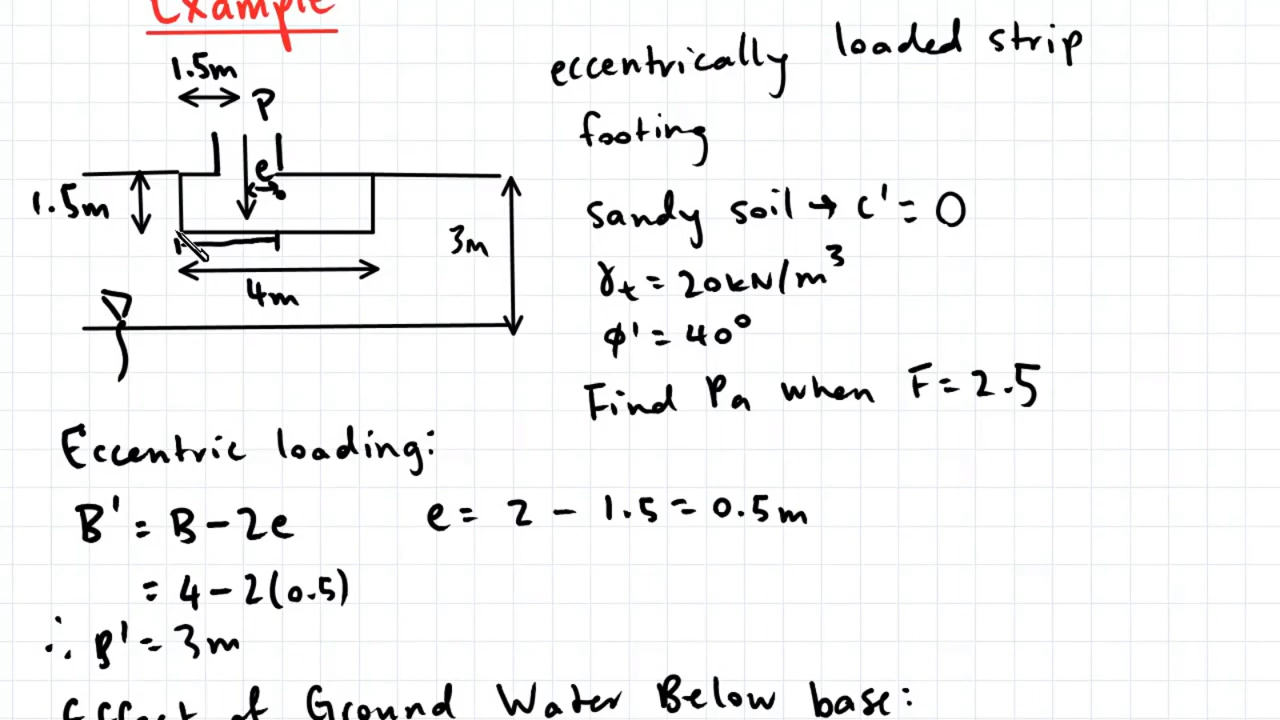 Example
1.5m
P
e
1.5m
3m
4m
eccentrically loaded strip
footing
sandy soil → c' = 0
γt = 20kN/m³
φ' = 40°
Find Pa when F = 2.5
Eccentric loading:
B' = B - 2e
e = 2 - 1.5 = 0.5m
= 4 - 2(0.5)
∴ B' = 3m
Effect of Ground Water Below base: